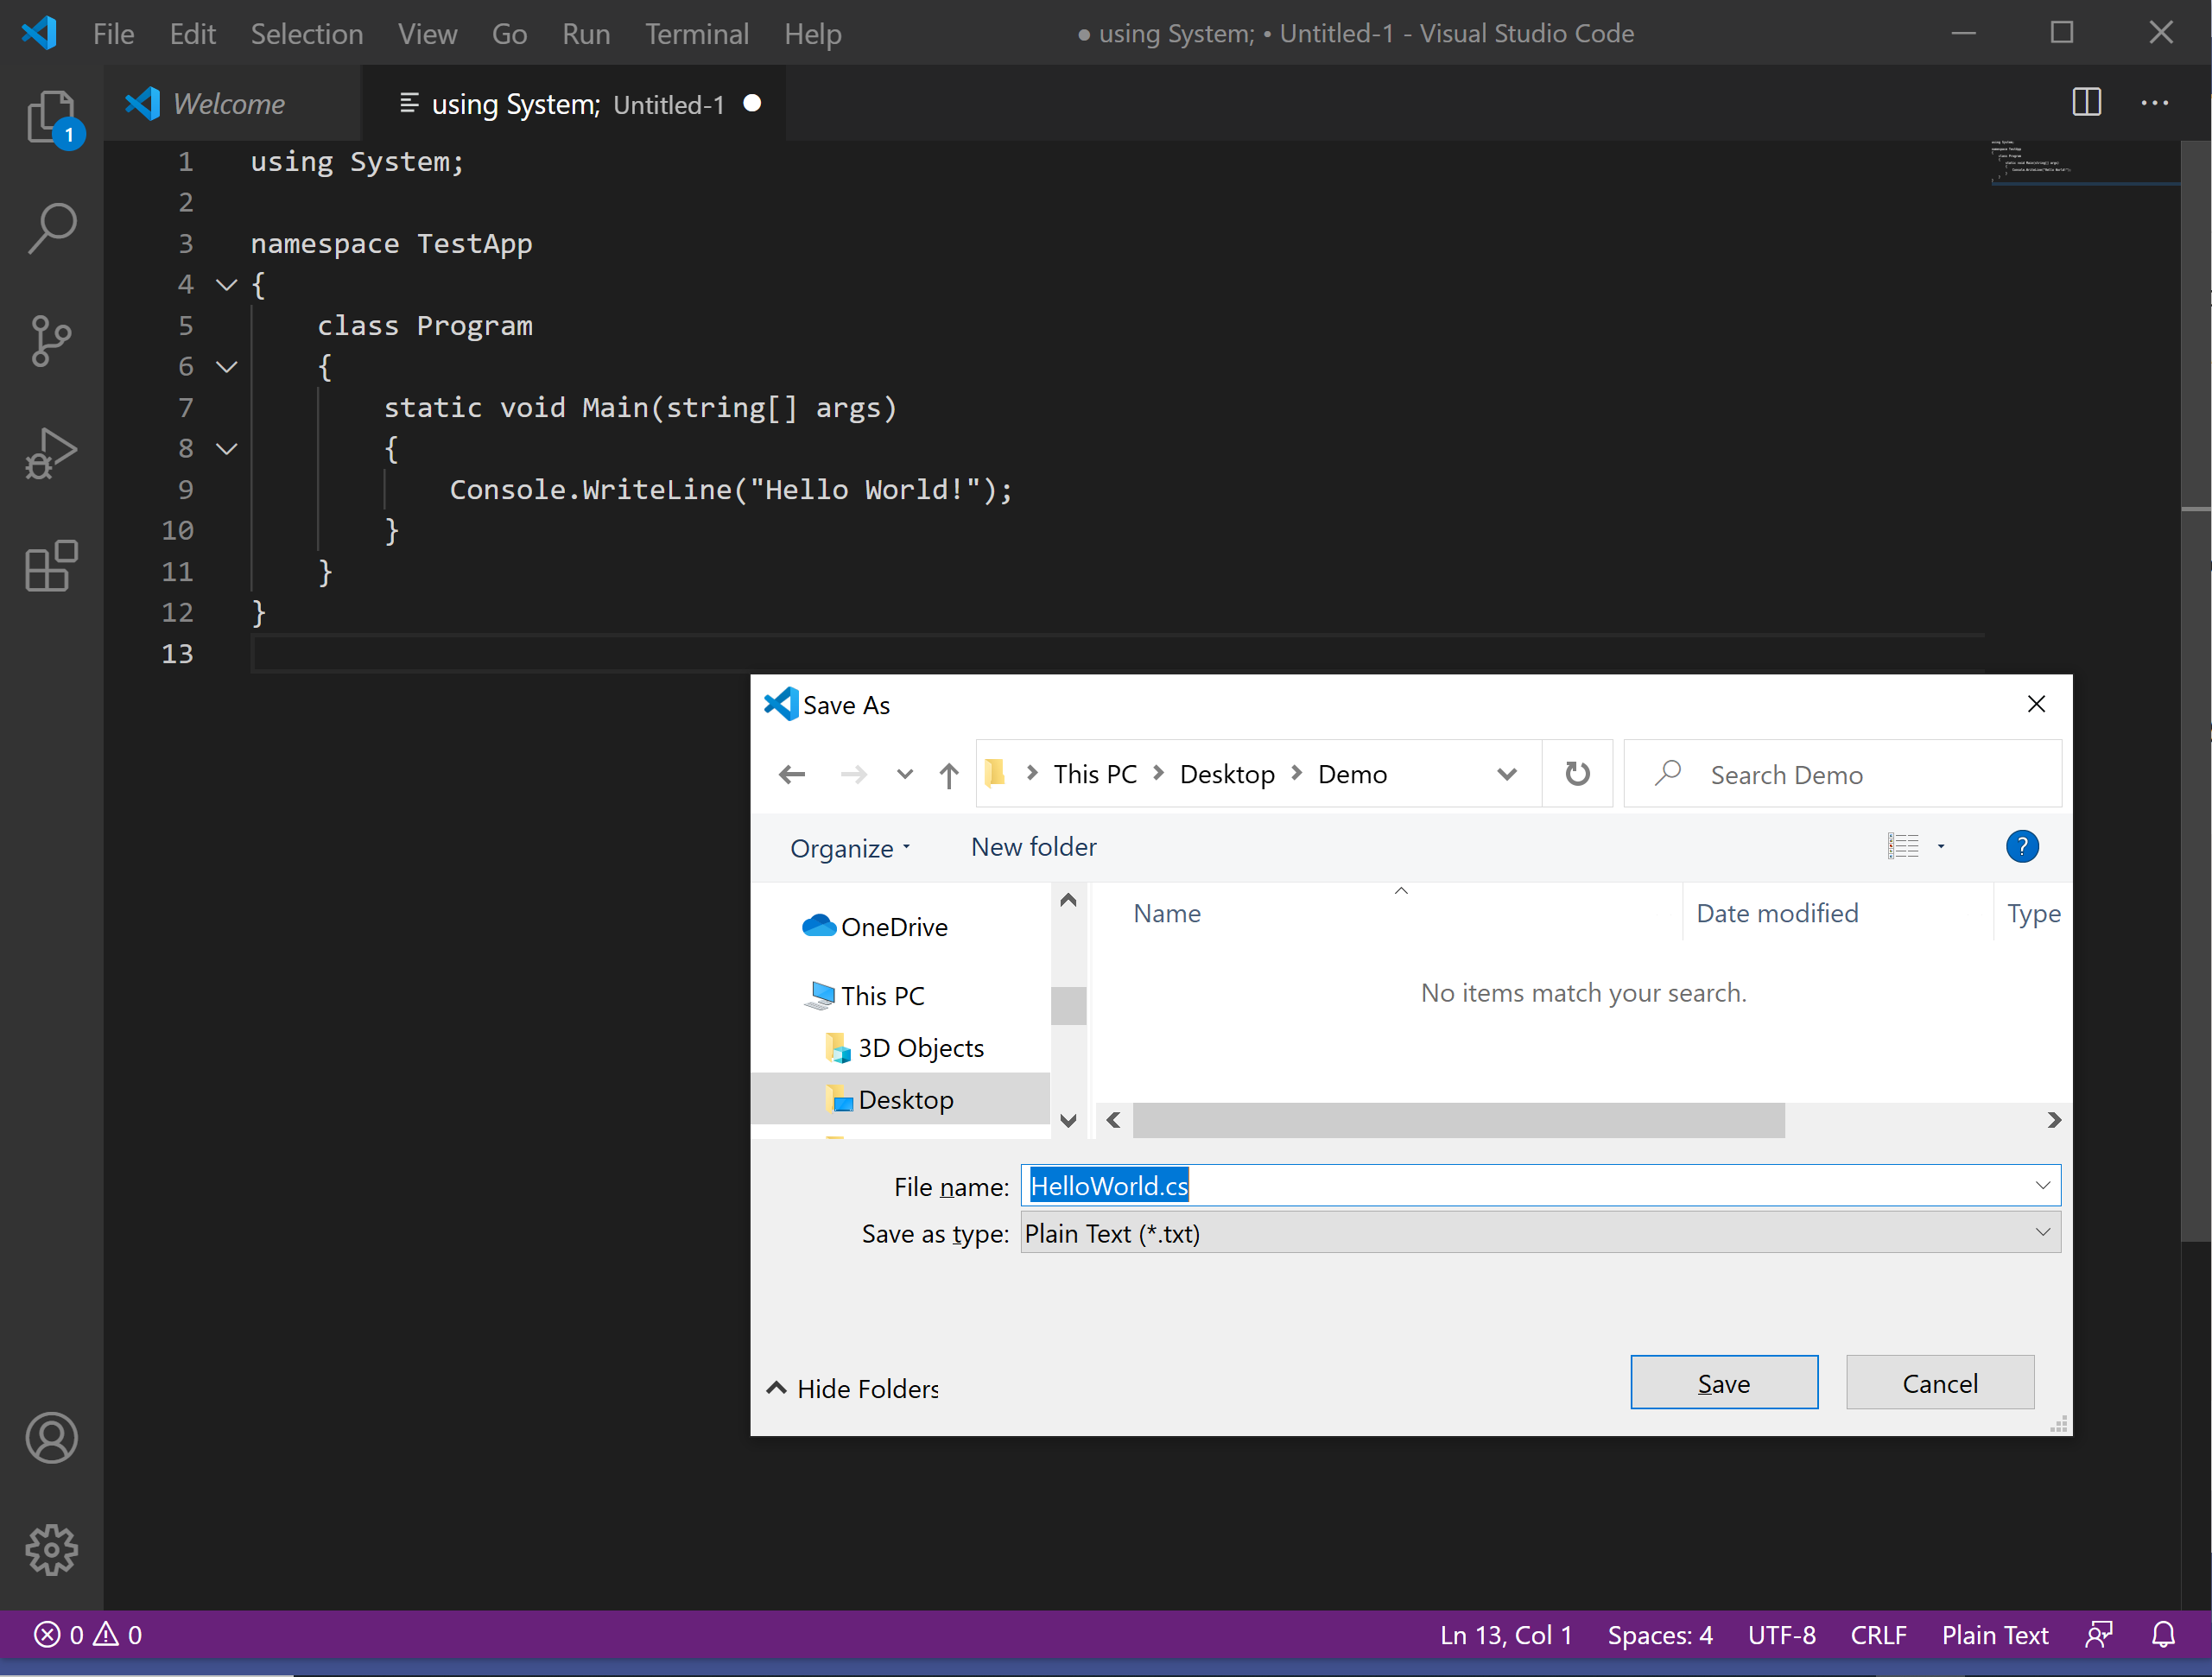 File Edit Selection View Go Run Terminal Help ● using System; • Untitled-1 - Visual Studio Code
Welcome using System; Untitled-1 ●
1
1 using System;
2
3 namespace TestApp
4 {
5 class Program
6 {
7 static void Main(string[] args)
8 {
9 Console.WriteLine("Hello World!");
10 }
11 }
12 }
13
Save As
This PC > Desktop > Demo
Search Demo
Organize New folder
?
Name Date modified Type
OneDrive
This PC
3D Objects
Desktop
No items match your search.
File name: HelloWorld.cs
Save as type: Plain Text (*.txt)
Hide Folders
Save Cancel
0 0 Ln 13, Col 1 Spaces: 4 UTF-8 CRLF Plain Text